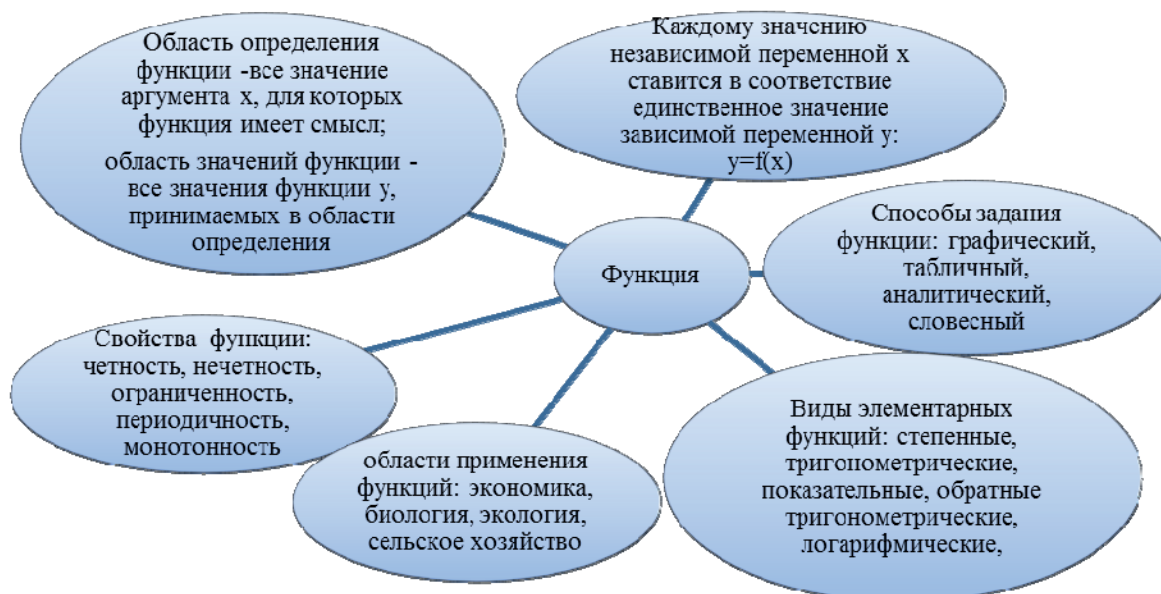 Область определения
функции -все значение
аргумента x, для которых
функция имеет смысл;
область значений функции -
все значения функции y,
принимаемых в области
определения
Каждому значению
независимой переменной x
ставится в соответствие
единственное значение
зависимой переменной y:
y=f(x)
Функция
Способы задания
функции: графический,
табличный,
аналитический,
словесный
Свойства функции:
четность, нечетность,
ограниченность,
периодичность,
монотонность
области применения
функций: экономика,
биология, экология,
сельское хозяйство
Виды элементарных
функций: степенные,
тригонометрические,
показательные, обратные
тригонометрические,
логарифмические,